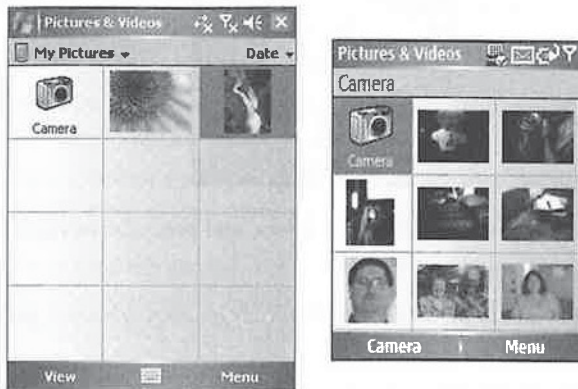 Pictures & Videos
My Pictures
Date
Camera
View
Menu
Pictures & Videos
Camera
Camera
Camera
Menu